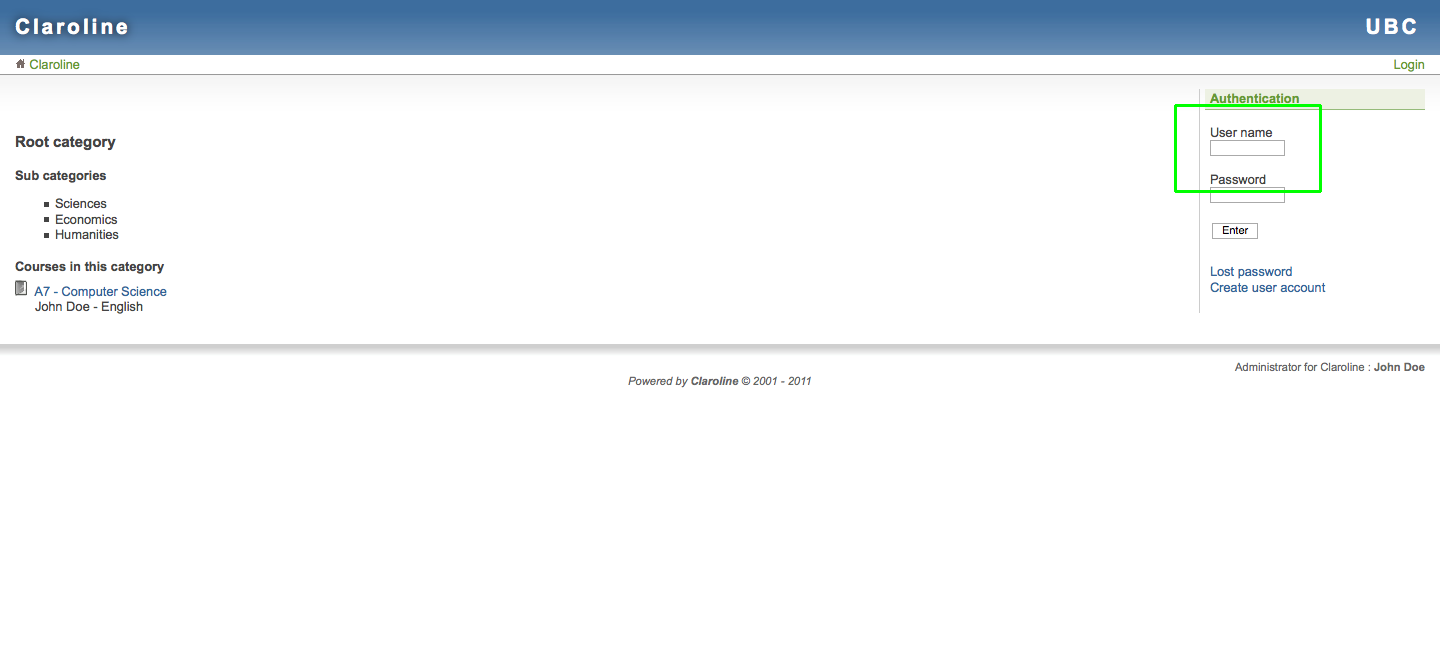 Claroline
UBC
Claroline
Login
Root category
Sub categories
Sciences
Economics
Humanities
Courses in this category
A7 - Computer Science
John Doe - English
Authentication
User name
Password
Enter
Lost password
Create user account
Administrator for Claroline : John Doe
Powered by Claroline © 2001 - 2011